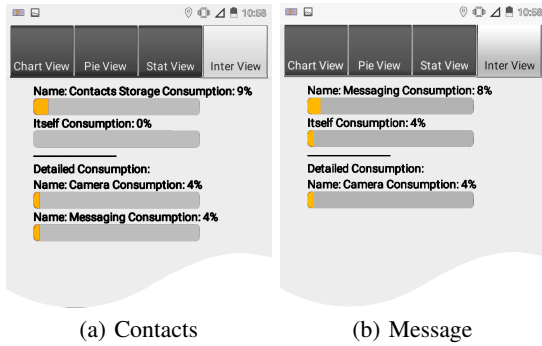 10:58
Chart View Pie View Stat View Inter View
Name: Contacts Storage Consumption: 9%
Itself Consumption: 0%
Detailed Consumption:
Name: Camera Consumption: 4%
Name: Messaging Consumption: 4%
(a) Contacts
10:58
Chart View Pie View Stat View Inter View
Name: Messaging Consumption: 8%
Itself Consumption: 4%
Detailed Consumption:
Name: Camera Consumption: 4%
(b) Message